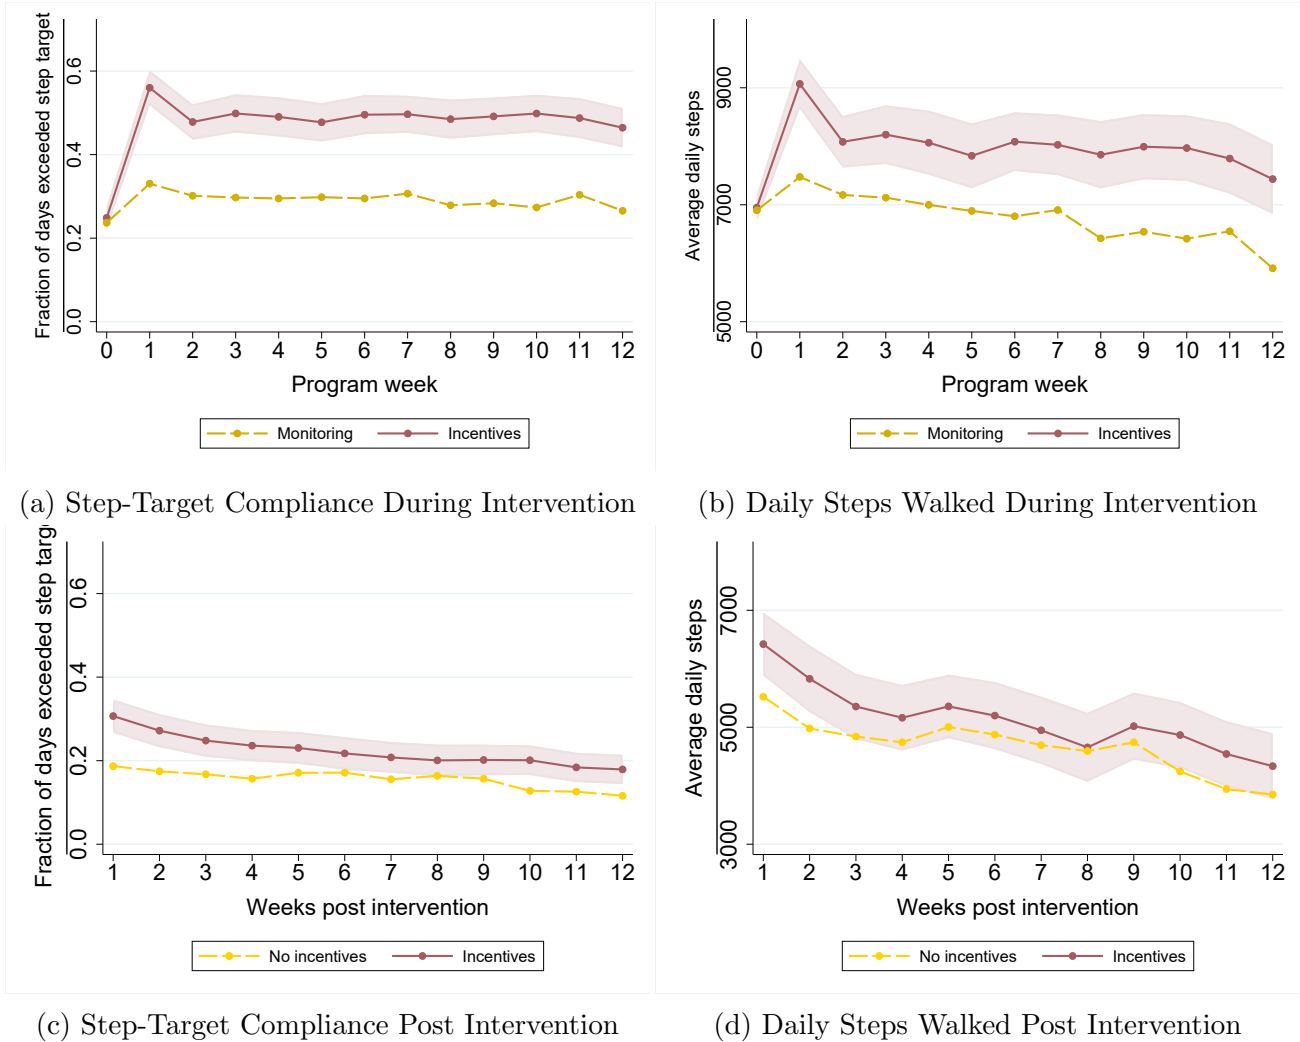 Fraction of days exceeded step target
0.6
0.4
0.2
0.0
0 1 2 3 4 5 6 7 8 9 10 11 12
Program week
Monitoring Incentives
(a) Step-Target Compliance During Intervention
Average daily steps
9000
7000
5000
0 1 2 3 4 5 6 7 8 9 10 11 12
Program week
Monitoring Incentives
(b) Daily Steps Walked During Intervention
Fraction of days exceeded step targ
0.6
0.4
0.2
0.0
1 2 3 4 5 6 7 8 9 10 11 12
Weeks post intervention
No incentives Incentives
(c) Step-Target Compliance Post Intervention
Average daily steps
7000
5000
3000
1 2 3 4 5 6 7 8 9 10 11 12
Weeks post intervention
No incentives Incentives
(d) Daily Steps Walked Post Intervention